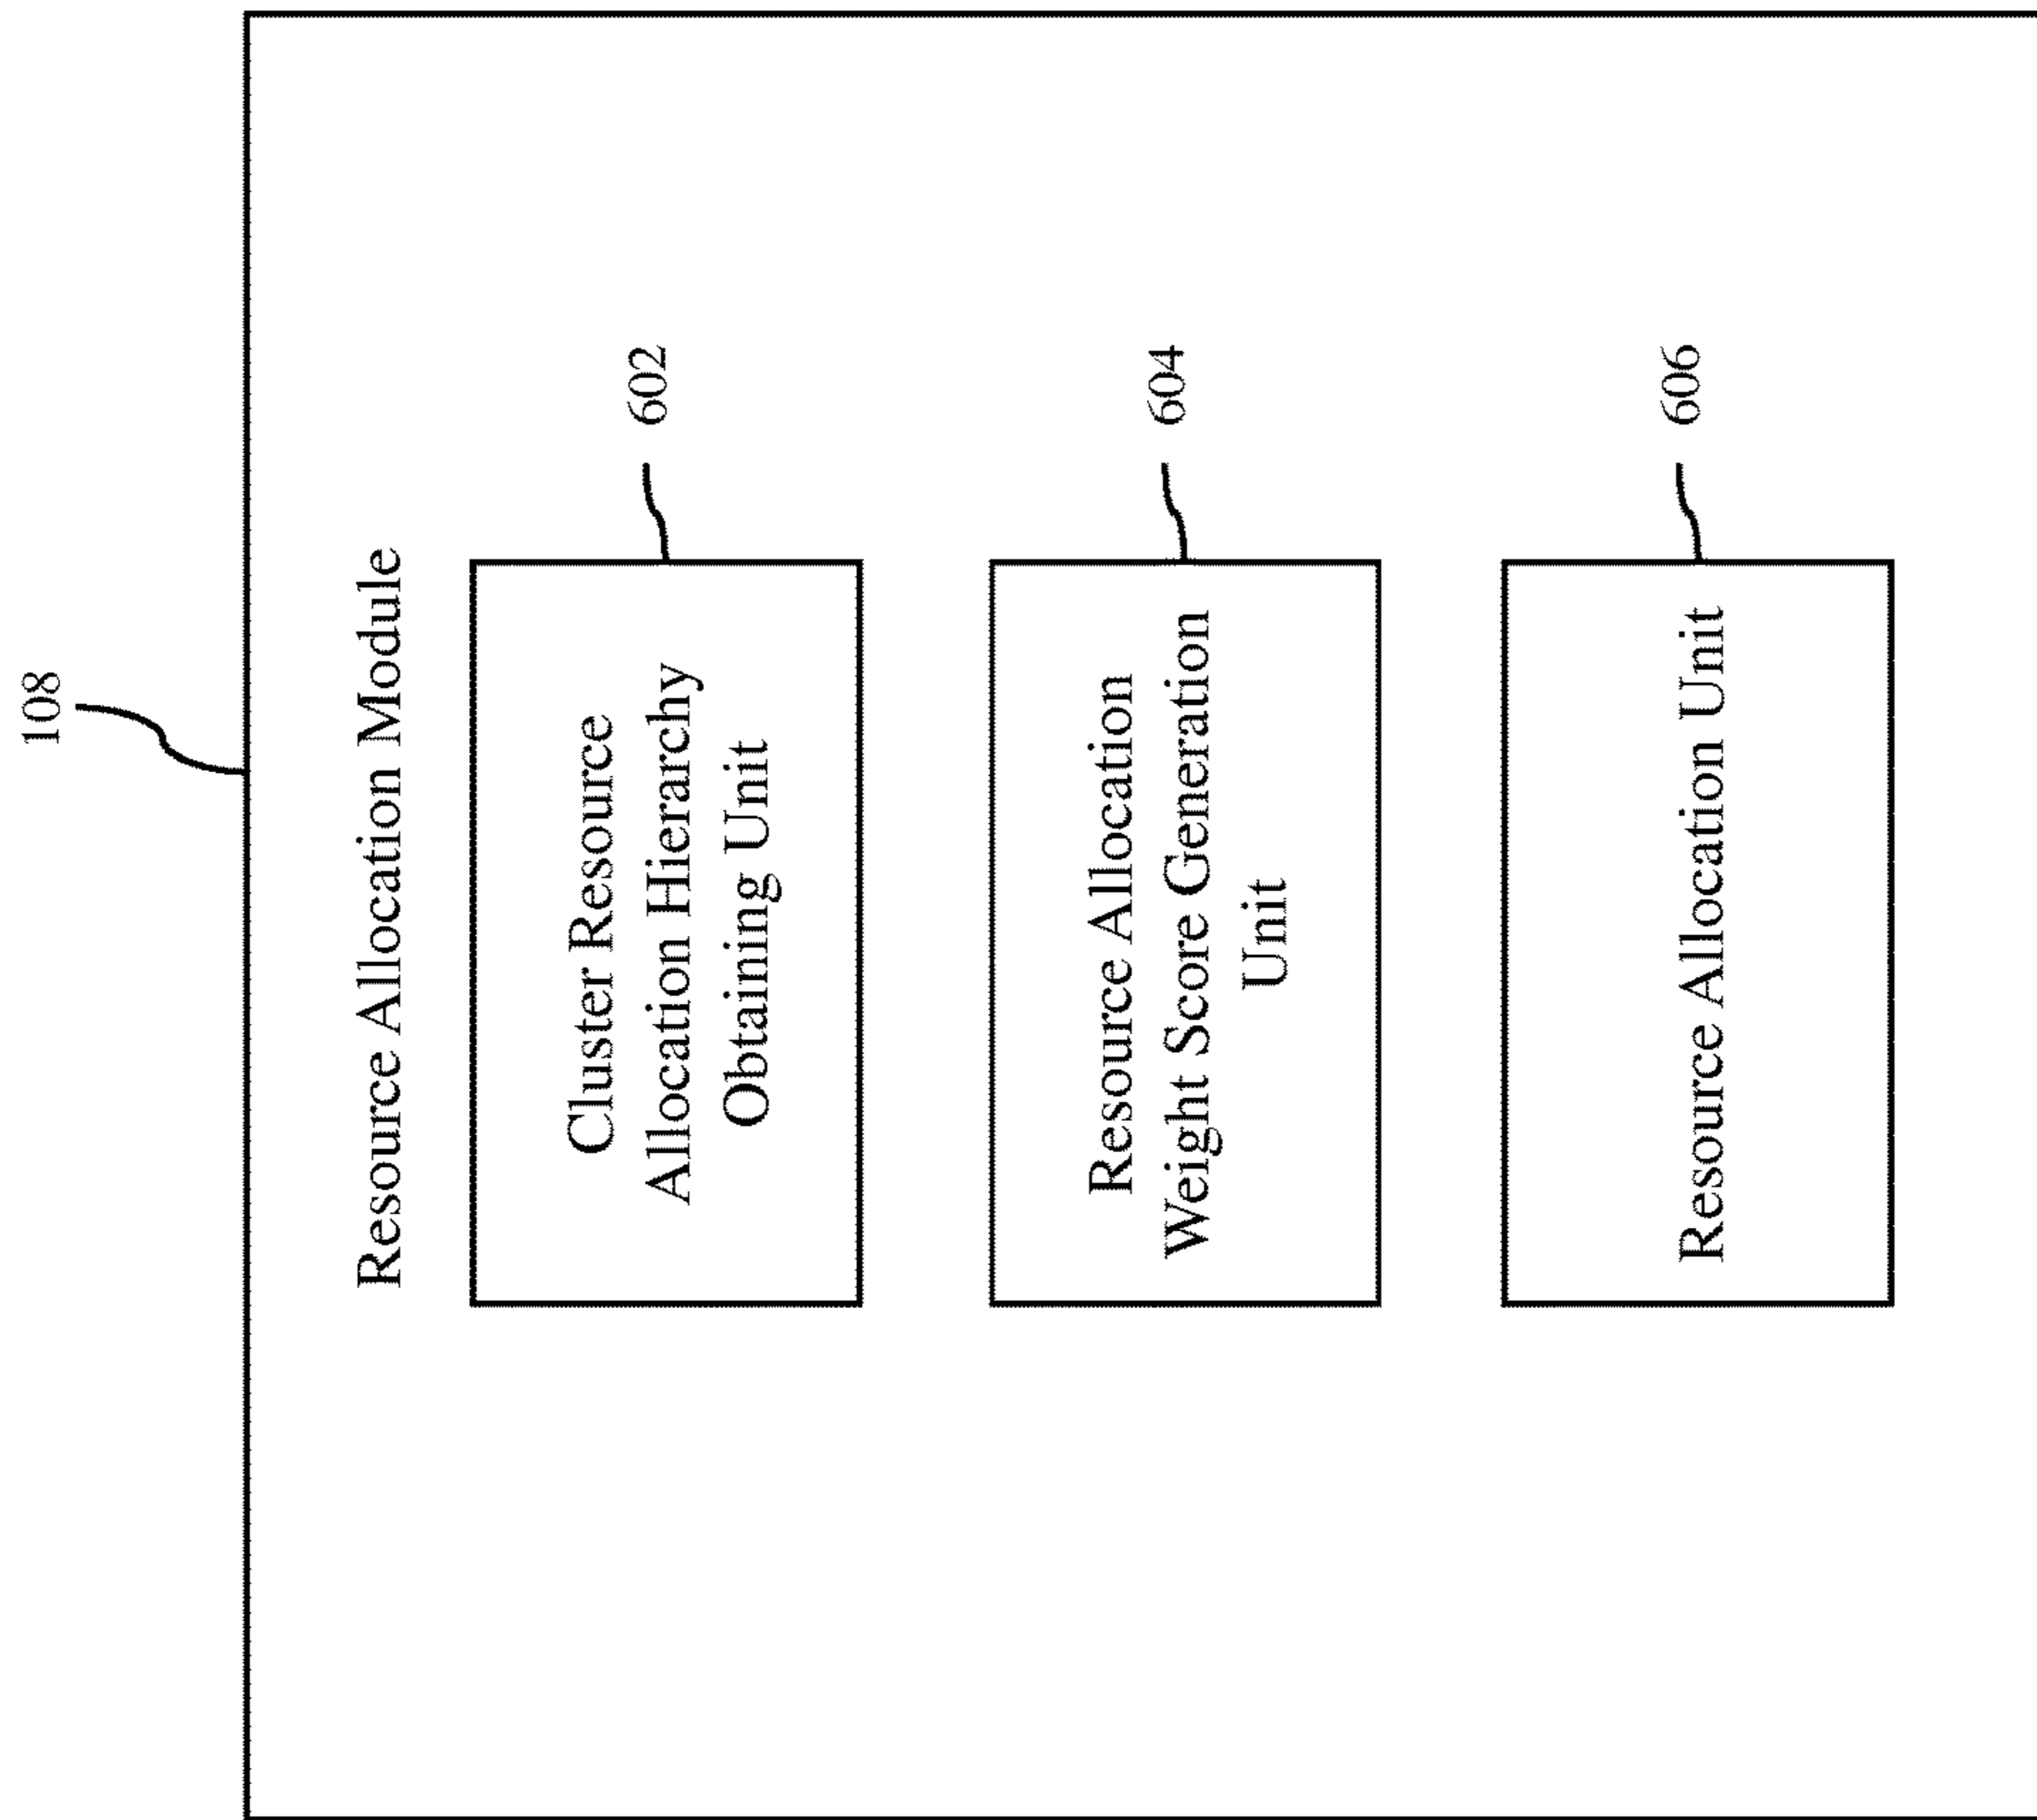 108
Resource Allocation Module
Cluster Resource
Allocation Hierarchy
Obtaining Unit
602
Resource Allocation
Weight Score Generation
Unit
604
Resource Allocation Unit
606